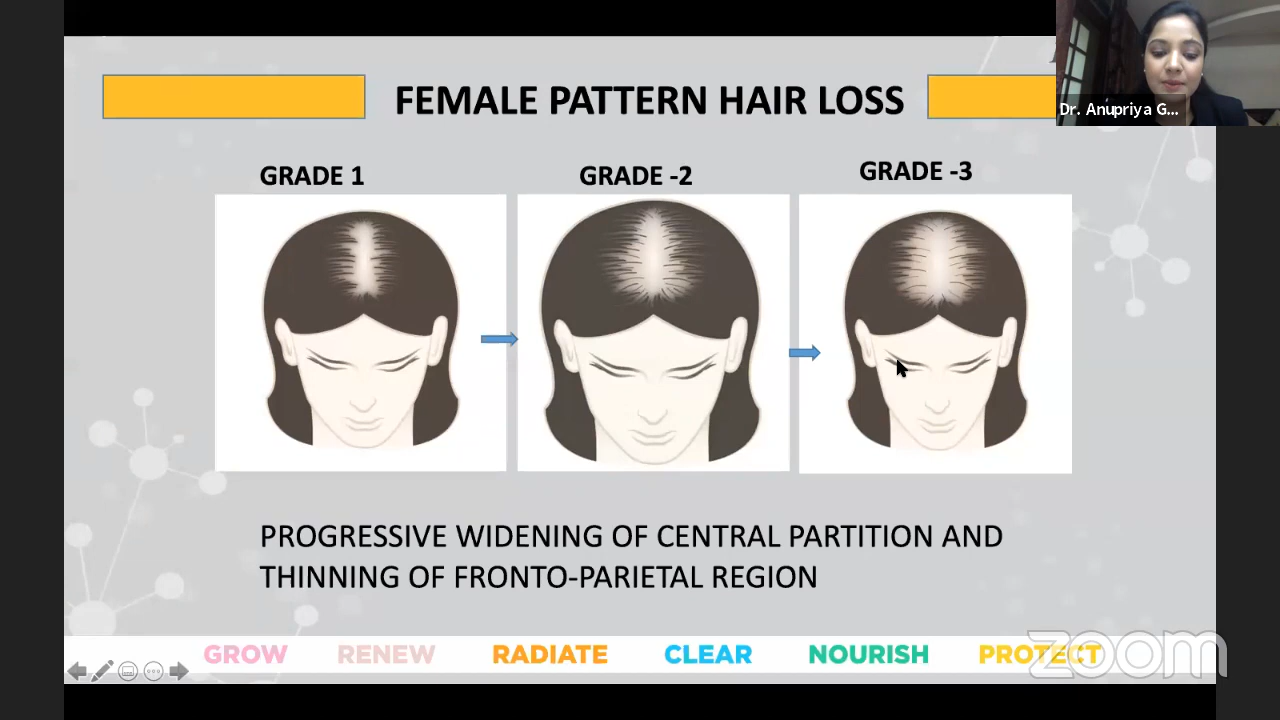 FEMALE PATTERN HAIR LOSS
Dr. Anupriya G...
GRADE 1
GRADE -2
GRADE -3
PROGRESSIVE WIDENING OF CENTRAL PARTITION AND
THINNING OF FRONTO-PARIETAL REGION
GROW RENEW RADIATE CLEAR NOURISH PROTECT
zoom